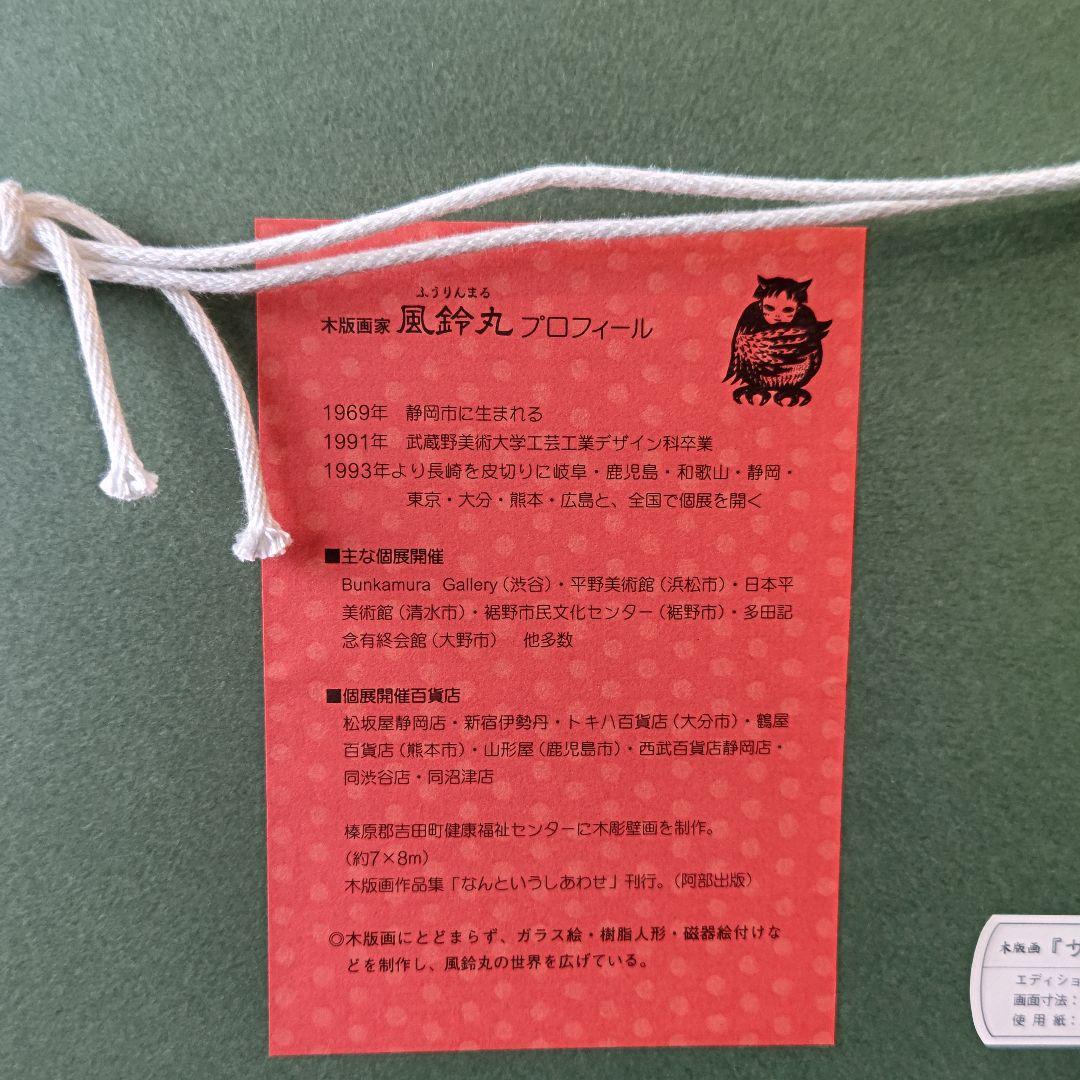 ふうりんまる
木版画家 風鈴丸 プロフィール
1969年 静岡市に生まれる
1991年 武蔵野美術大学工芸工業デザイン科卒業
1993年より長崎を皮切りに岐阜・鹿児島・和歌山・静岡・
東京・大分・熊本・広島と、全国で個展を開く
■主な個展開催
Bunkamura Gallery(渋谷)・平野美術館(浜松市)・日本平
美術館(清水市)・裾野市民文化センター(裾野市)・多田記
念有終会館(大野市) 他多数
■個展開催百貨店
松坂屋静岡店・新宿伊勢丹・トキハ百貨店(大分市)・鶴屋
百貨店(熊本市)・山形屋(鹿児島市)・西武百貨店静岡店・
同渋谷店・同沼津店
榛原郡吉田町健康福祉センターに木彫壁画を制作。
(約7×8m)
木版画作品集「なんというしあわせ」刊行。(阿部出版)
◎木版画にとどまらず、ガラス絵・樹脂人形・磁器絵付けな
どを制作し、風鈴丸の世界を広げている。
木版画『サ
エディショ
画面寸法:
使用紙: